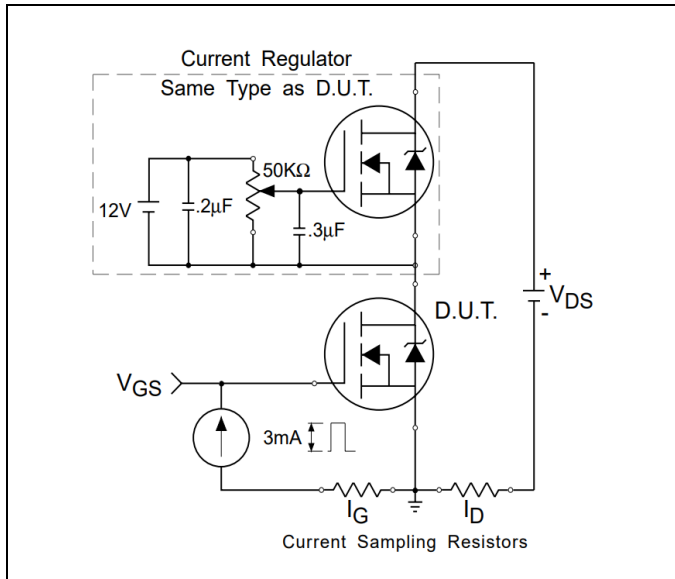 Current Regulator
Same Type as D.U.T.
50KΩ
12V
.2μF
.3μF
+
VDS
-
D.U.T.
VGS
3mA
IG
ID
Current Sampling Resistors